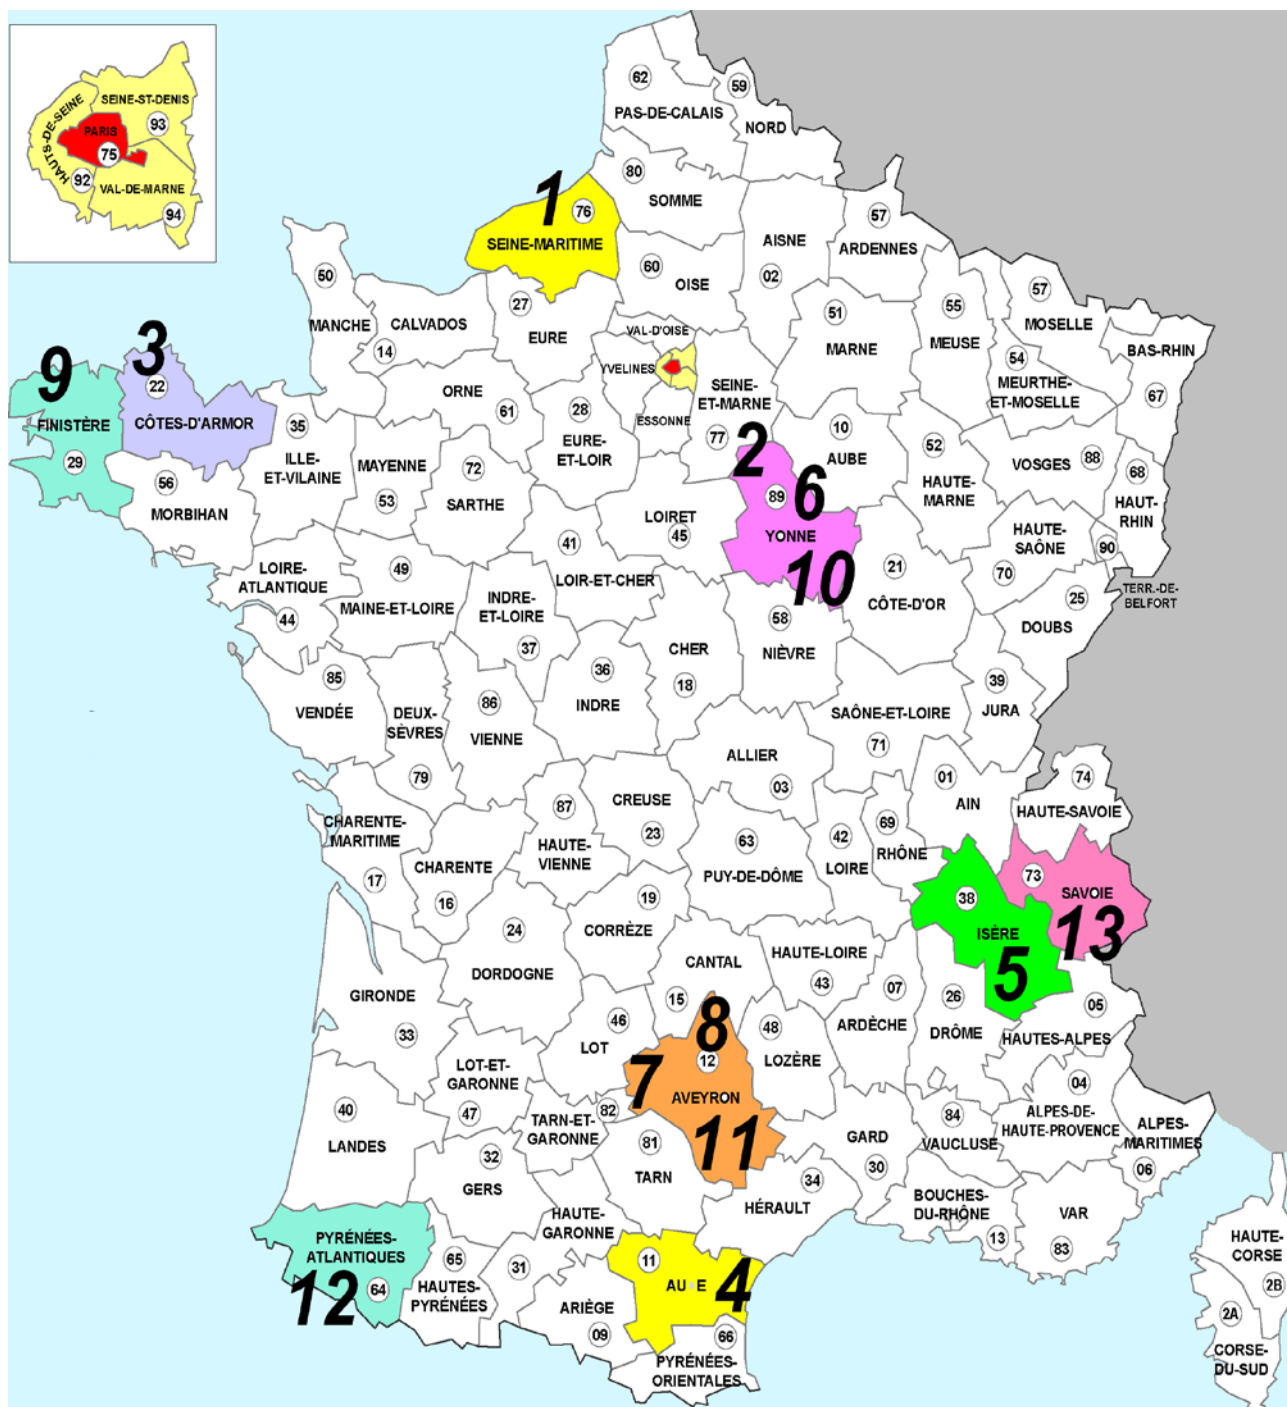 SEINE-ST-DENIS
93
HAUTS-DE-SEINE
PARIS
75
92
VAL-DE-MARNE
94
62
PAS-DE-CALAIS
59
NORD
80
SOMME
1
76
SEINE-MARITIME
60
OISE
AISNE
02
57
ARDENNES
50
MANCHE
CALVADOS
14
27
EURE
VAL-D'OISE
YVELINES
ESSONNE
SEINE-
ET-MARNE
77
51
MARNE
55
MEUSE
57
MOSELLE
54
MEURTHE-
ET-MOSELLE
BAS-RHIN
67
9
FINISTÈRE
29
3
22
CÔTES-D'ARMOR
35
ILLE-
ET-VILAINE
56
MORBIHAN
ORNE
61
MAYENNE
53
72
SARTHE
28
EURE-
ET-LOIR
LOIRET
45
2
89
6
YONNE
10
10
AUBE
52
HAUTE-
MARNE
VOSGES
88
68
HAUT-
RHIN
HAUTE-
SAÔNE
70
90
TERR.-DE-
BELFORT
LOIRE-
ATLANTIQUE
44
49
MAINE-ET-LOIRE
INDRE-
ET-LOIRE
37
41
LOIR-ET-CHER
CHER
18
58
NIÈVRE
21
CÔTE-D'OR
25
DOUBS
39
JURA
85
VENDÉE
DEUX-
SÈVRES
79
86
VIENNE
36
INDRE
ALLIER
03
SAÔNE-ET-LOIRE
71
01
AIN
74
HAUTE-SAVOIE
CHARENTE-
MARITIME
17
CHARENTE
16
87
HAUTE-
VIENNE
CREUSE
23
63
PUY-DE-DÔME
42
LOIRE
69
RHÔNE
73
SAVOIE
13
38
ISÈRE
5
24
DORDOGNE
19
CORRÈZE
CANTAL
15
HAUTE-LOIRE
43
07
ARDÈCHE
26
DRÔME
05
HAUTES-ALPES
GIRONDE
33
LOT-ET-
GARONNE
47
46
LOT
8
12
7
AVEYRON
11
48
LOZÈRE
04
ALPES-DE-
HAUTE-PROVENCE
ALPES-
MARITIMES
06
40
LANDES
32
GERS
82
TARN-ET-
GARONNE
81
TARN
GARD
30
84
VAUCLUSE
34
HÉRAULT
BOUCHES-
DU-RHÔNE
13
VAR
83
PYRÉNÉES-
ATLANTIQUES
12
64
65
HAUTES-
PYRÉNÉES
HAUTE-
GARONNE
31
ARIÈGE
09
11
AUDE
4
66
PYRÉNÉES-
ORIENTALES
HAUTE-
CORSE
2B
2A
CORSE-
DU-SUD